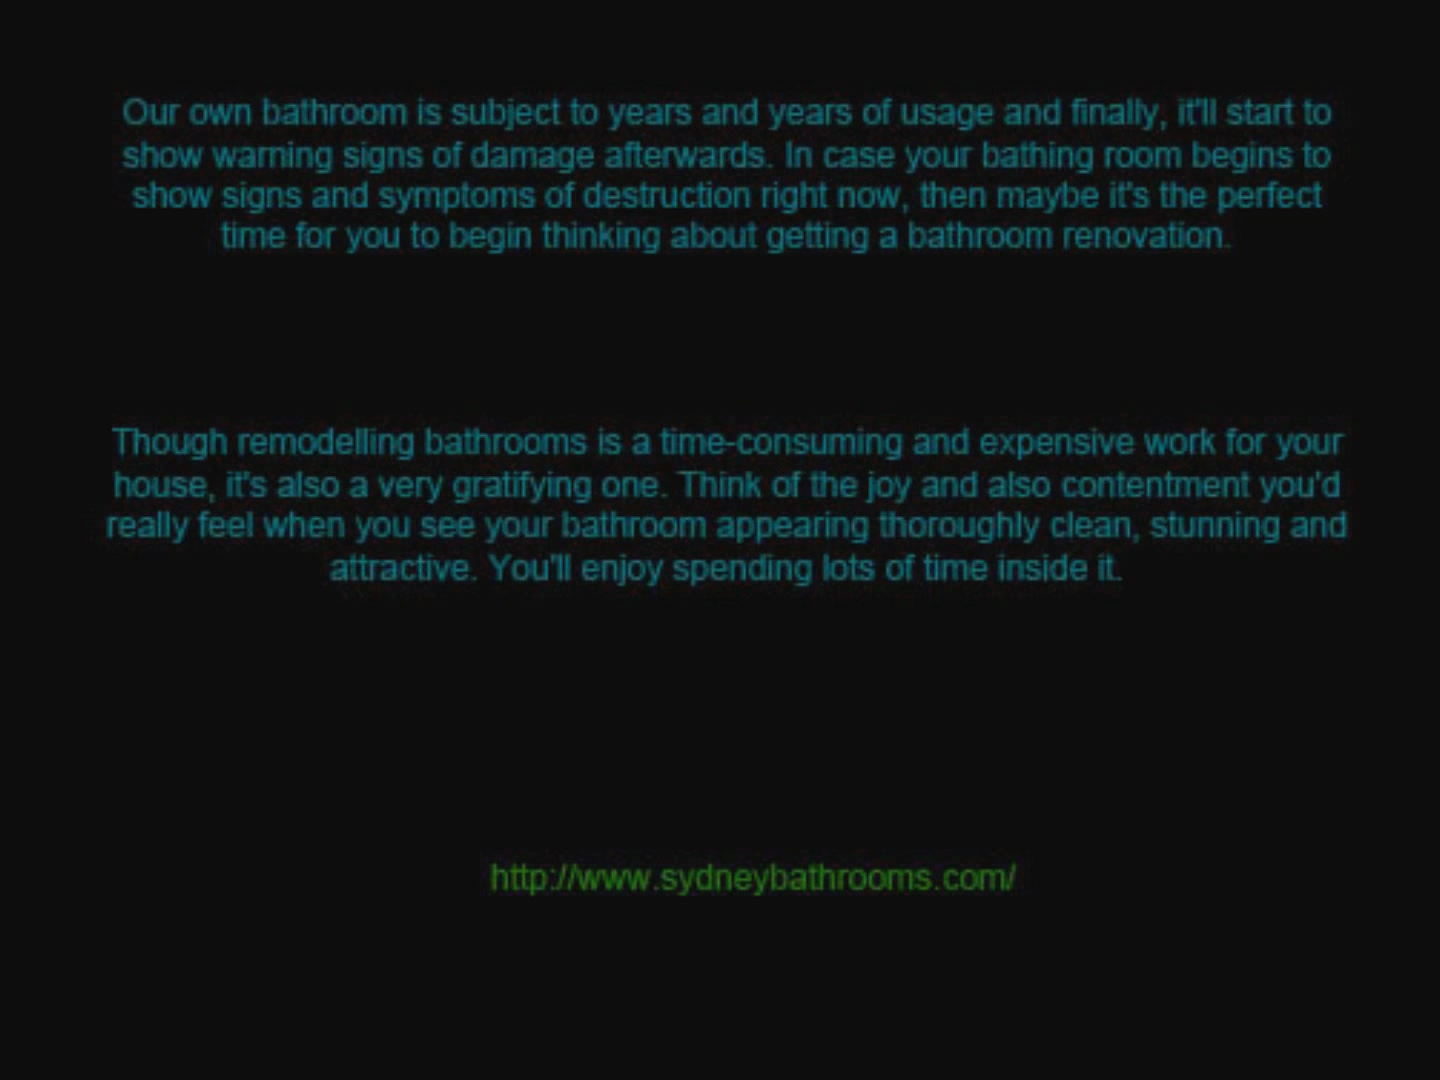 Our own bathroom is subject to years and years of usage and finally, it'll start to
show warning signs of damage afterwards. In case your bathing room begins to
show signs and symptoms of destruction right now, then maybe it's the perfect
time for you to begin thinking about getting a bathroom renovation.
Though remodelling bathrooms is a time-consuming and expensive work for your
house, it's also a very gratifying one. Think of the joy and also contentment you'd
really feel when you see your bathroom appearing thoroughly clean, stunning and
attractive. You'll enjoy spending lots of time inside it.
http://www.sydneybathrooms.com/